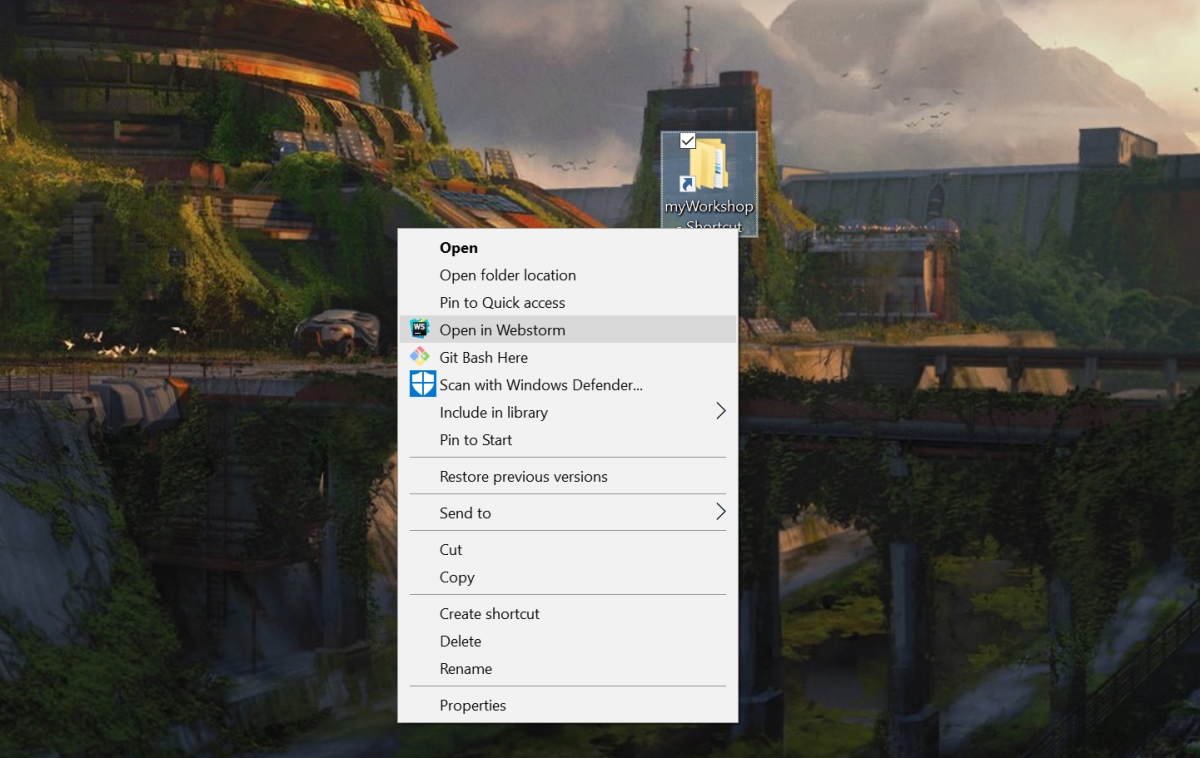 myWorkshop
- Shortcut
Open
Open folder location
Pin to Quick access
WS
Open in Webstorm
Git Bash Here
Scan with Windows Defender...
Include in library
Pin to Start
Restore previous versions
Send to
Cut
Copy
Create shortcut
Delete
Rename
Properties